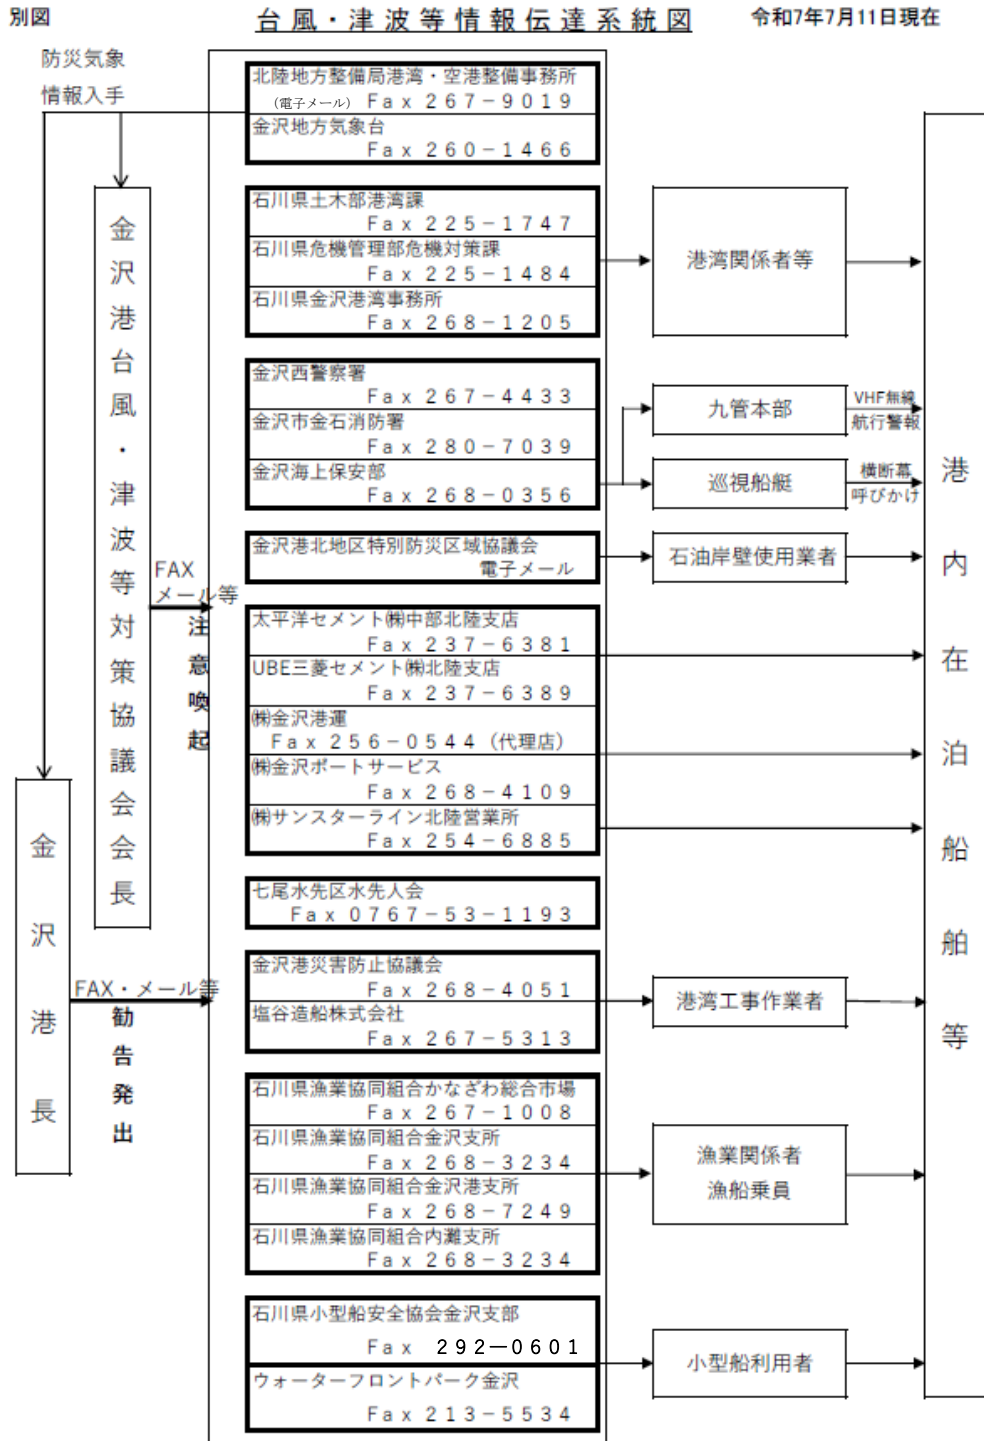 別図
台風・津波等情報伝達系統図
令和7年7月11日現在
防災気象
情報入手
北陸地方整備局港湾・空港整備事務所
(電子メール) Fax 267-9019
金沢地方気象台
Fax 260-1466
石川県土木部港湾課
Fax 225-1747
石川県危機管理部危機対策課
Fax 225-1484
石川県金沢港湾事務所
Fax 268-1205
港湾関係者等
金沢西警察署
Fax 267-4433
金沢市金石消防署
Fax 280-7039
金沢海上保安部
Fax 268-0356
九管本部
VHF無線
航行警報
巡視船艇
横断幕
呼びかけ
金沢港北地区特別防災区域協議会
電子メール
石油岸壁使用業者
金沢港台風・津波等対策協議会会長
FAX
メール等
注意喚起
太平洋セメント㈱中部北陸支店
Fax 237-6381
UBE三菱セメント㈱北陸支店
Fax 237-6389
㈱金沢港運
Fax 256-0544 (代理店)
㈱金沢ポートサービス
Fax 268-4109
㈱サンスターライン北陸営業所
Fax 254-6885
七尾水先区水先人会
Fax 0767-53-1193
金沢港長
FAX・メール等
勧告発出
金沢港災害防止協議会
Fax 268-4051
塩谷造船株式会社
Fax 267-5313
港湾工事作業者
石川県漁業協同組合かなざわ総合市場
Fax 267-1008
石川県漁業協同組合金沢支所
Fax 268-3234
石川県漁業協同組合金沢港支所
Fax 268-7249
石川県漁業協同組合内灘支所
Fax 268-3234
漁業関係者
漁船乗員
石川県小型船安全協会金沢支部
Fax 292-0601
ウォーターフロントパーク金沢
Fax 213-5534
小型船利用者
港内在泊船舶等